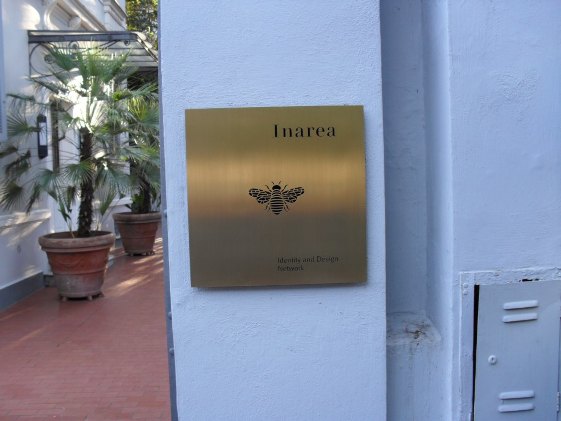 Inarea
Identity and Design
Network